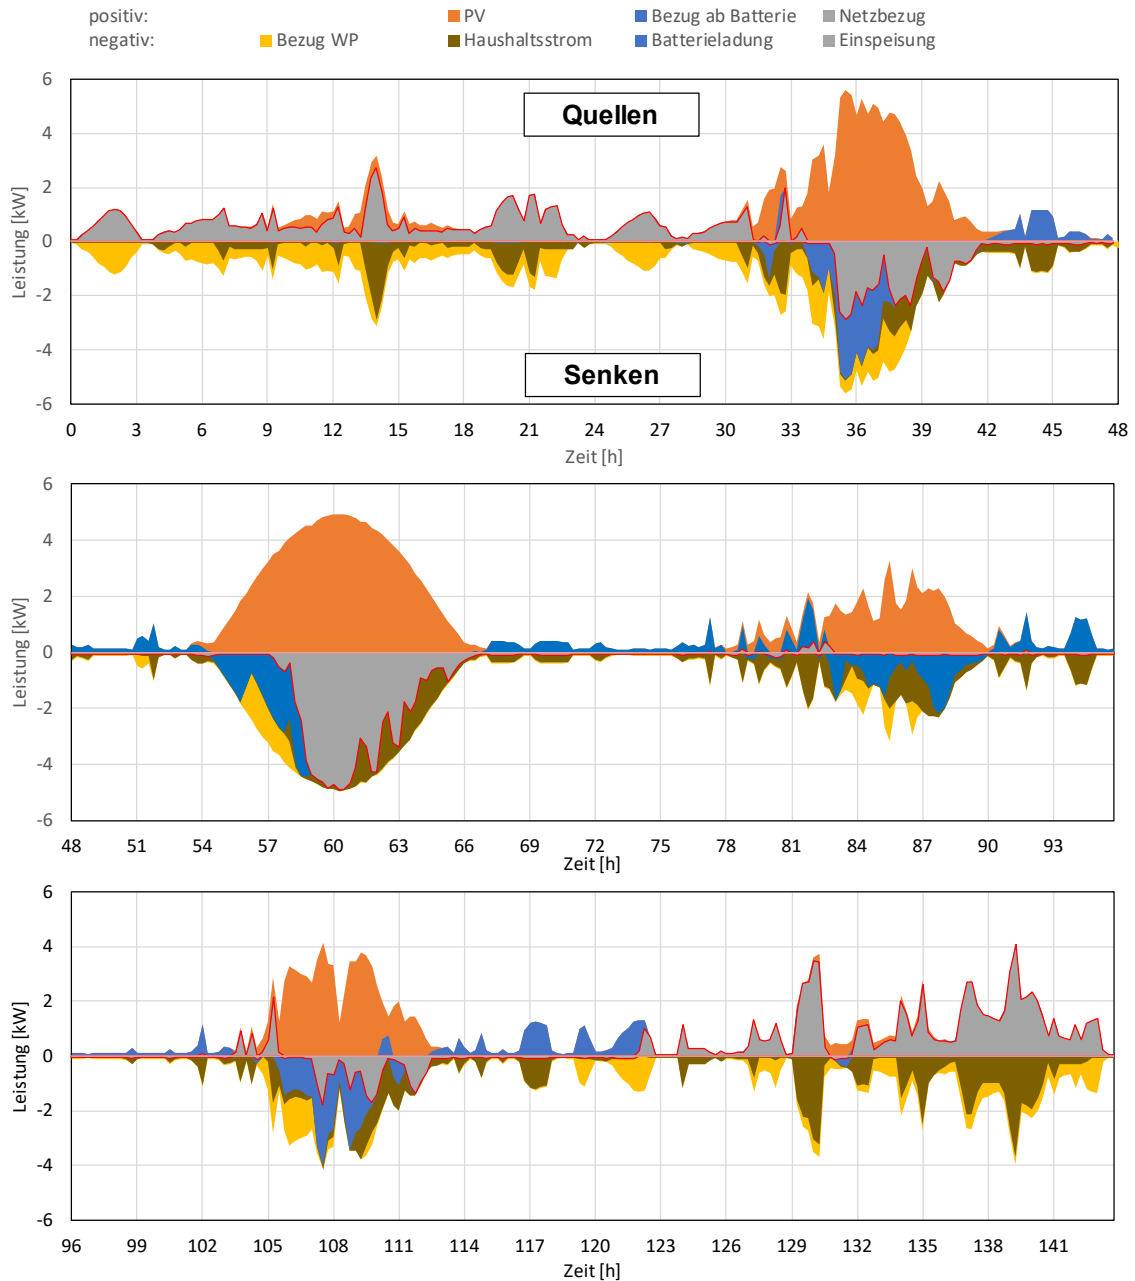 positiv: PV Bezug ab Batterie Netzbezug
negativ: Bezug WP Haushaltsstrom Batterieladung Einspeisung
6
4
2
0
-2
-4
-6
Leistung [kW]
Quellen
Senken
0 3 6 9 12 15 18 21 24 27 30 33 36 39 42 45 48
Zeit [h]
6
4
2
0
-2
-4
-6
Leistung [kW]
48 51 54 57 60 63 66 69 72 75 78 81 84 87 90 93
Zeit [h]
6
4
2
0
-2
-4
-6
Leistung [kW]
96 99 102 105 108 111 114 117 120 123 126 129 132 135 138 141
Zeit [h]